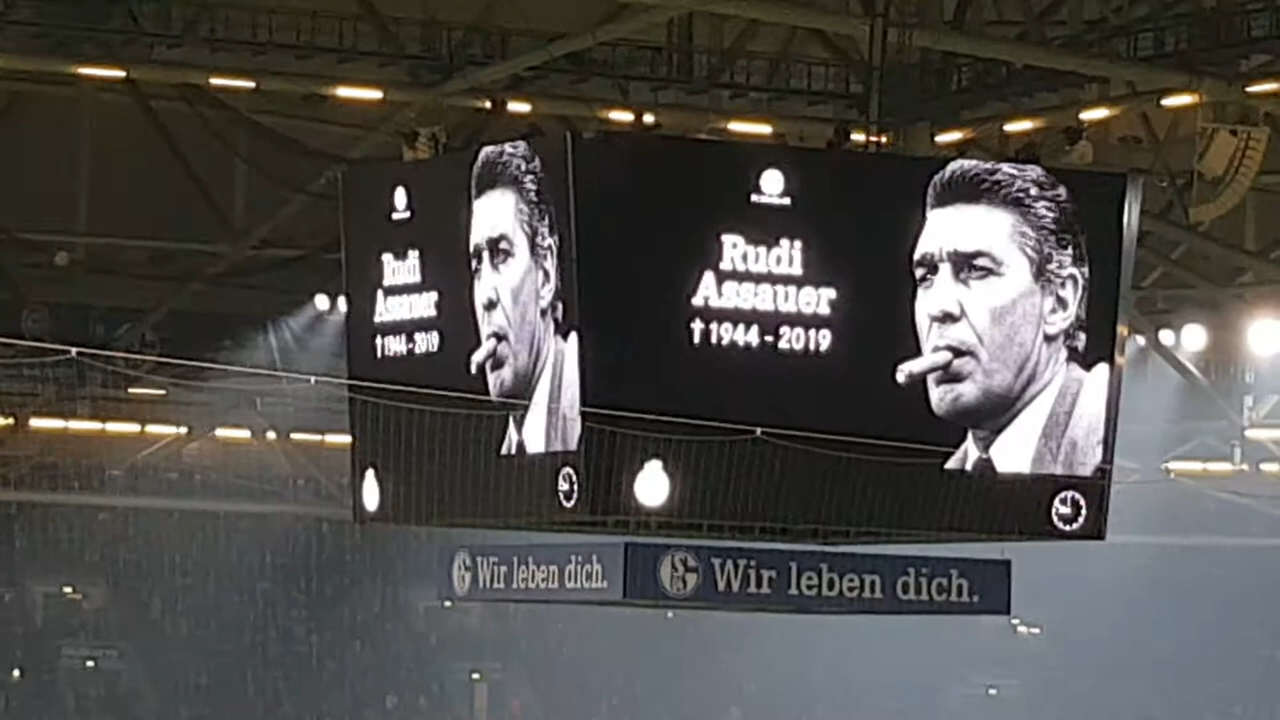 Rudi
Assauer
†1944-2019
Rudi
Assauer
† 1944 - 2019
Wir leben dich.
Wir leben dich.